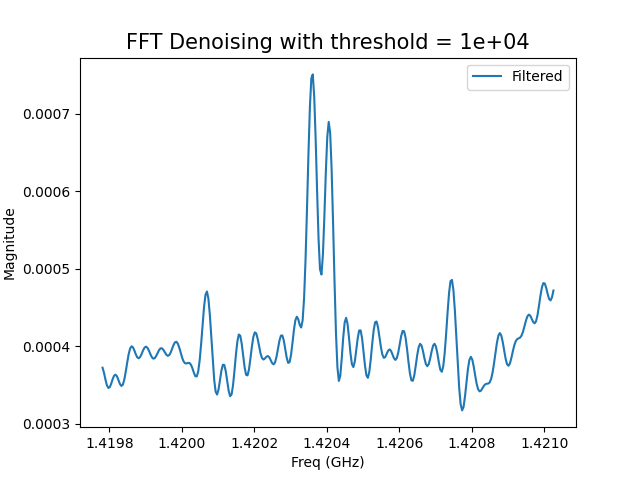 FFT Denoising with threshold = 1e+04
Filtered
Magnitude
0.0007
0.0006
0.0005
0.0004
0.0003
1.4198 1.4200 1.4202 1.4204 1.4206 1.4208 1.4210
Freq (GHz)